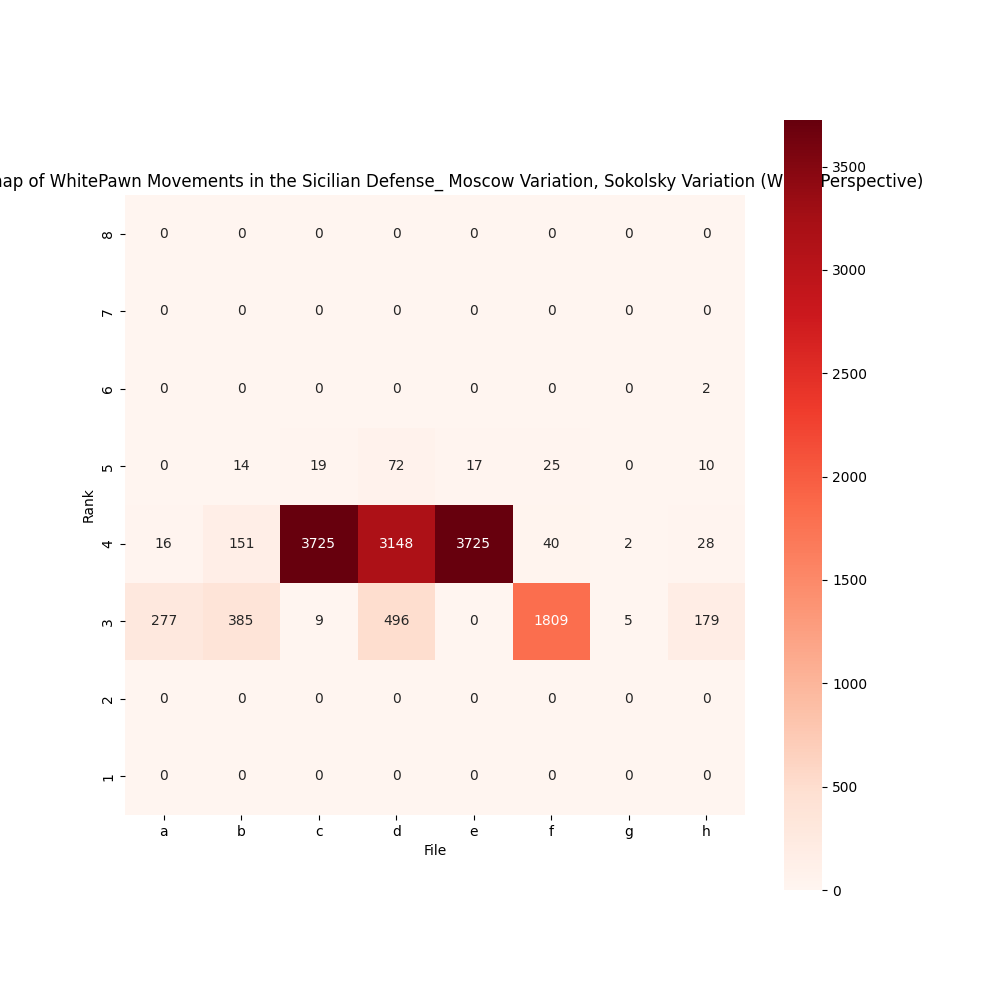 ap of WhitePawn Movements in the Sicilian Defense_ Moscow Variation, Sokolsky Variation (W Perspective)
3500
3000
2500
2000
1500
1000
500
0
Rank
8 0 0 0 0 0 0 0 0
7 0 0 0 0 0 0 0 0
6 0 0 0 0 0 0 0 2
5 0 14 19 72 17 25 0 10
4 16 151 3725 3148 3725 40 2 28
3 277 385 9 496 0 1809 5 179
2 0 0 0 0 0 0 0 0
1 0 0 0 0 0 0 0 0
a b c d e f g h
File